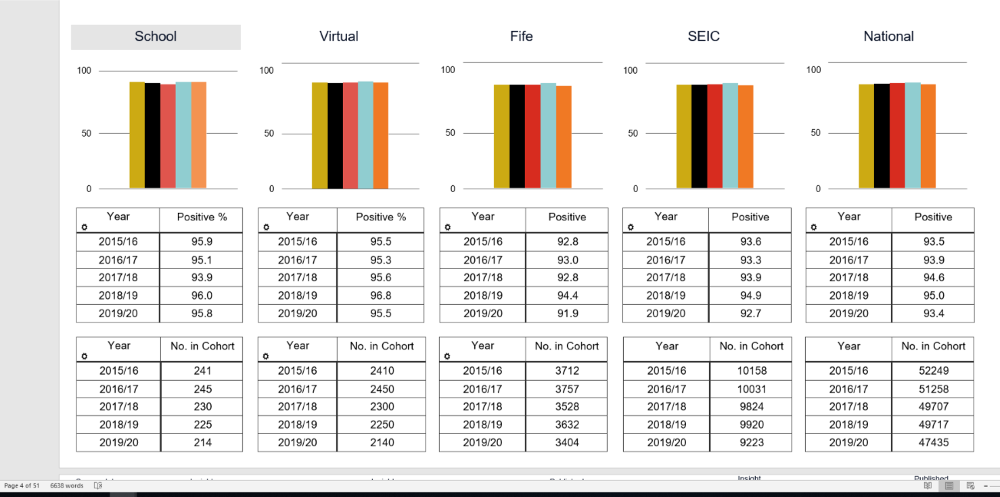 School Virtual Fife SEIC National
100 100 100 100 100
50 50 50 50 50
0 0 0 0 0
Year Positive % Year Positive % Year Positive Year Positive Year Positive
2015/16 95.9 2015/16 95.5 2015/16 92.8 2015/16 93.6 2015/16 93.5
2016/17 95.1 2016/17 95.3 2016/17 93.0 2016/17 93.3 2016/17 93.9
2017/18 93.9 2017/18 95.6 2017/18 92.8 2017/18 93.9 2017/18 94.6
2018/19 96.0 2018/19 96.8 2018/19 94.4 2018/19 94.9 2018/19 95.0
2019/20 95.8 2019/20 95.5 2019/20 91.9 2019/20 92.7 2019/20 93.4
Year No. in Cohort Year No. in Cohort Year No. in Cohort Year No. in Cohort Year No. in Cohort
2015/16 241 2015/16 2410 2015/16 3712 2015/16 10158 2015/16 52249
2016/17 245 2016/17 2450 2016/17 3757 2016/17 10031 2016/17 51258
2017/18 230 2017/18 2300 2017/18 3528 2017/18 9824 2017/18 49707
2018/19 225 2018/19 2250 2018/19 3632 2018/19 9920 2018/19 49717
2019/20 214 2019/20 2140 2019/20 3404 2019/20 9223 2019/20 47435
Insight Published
Page 4 of 51 6638 words